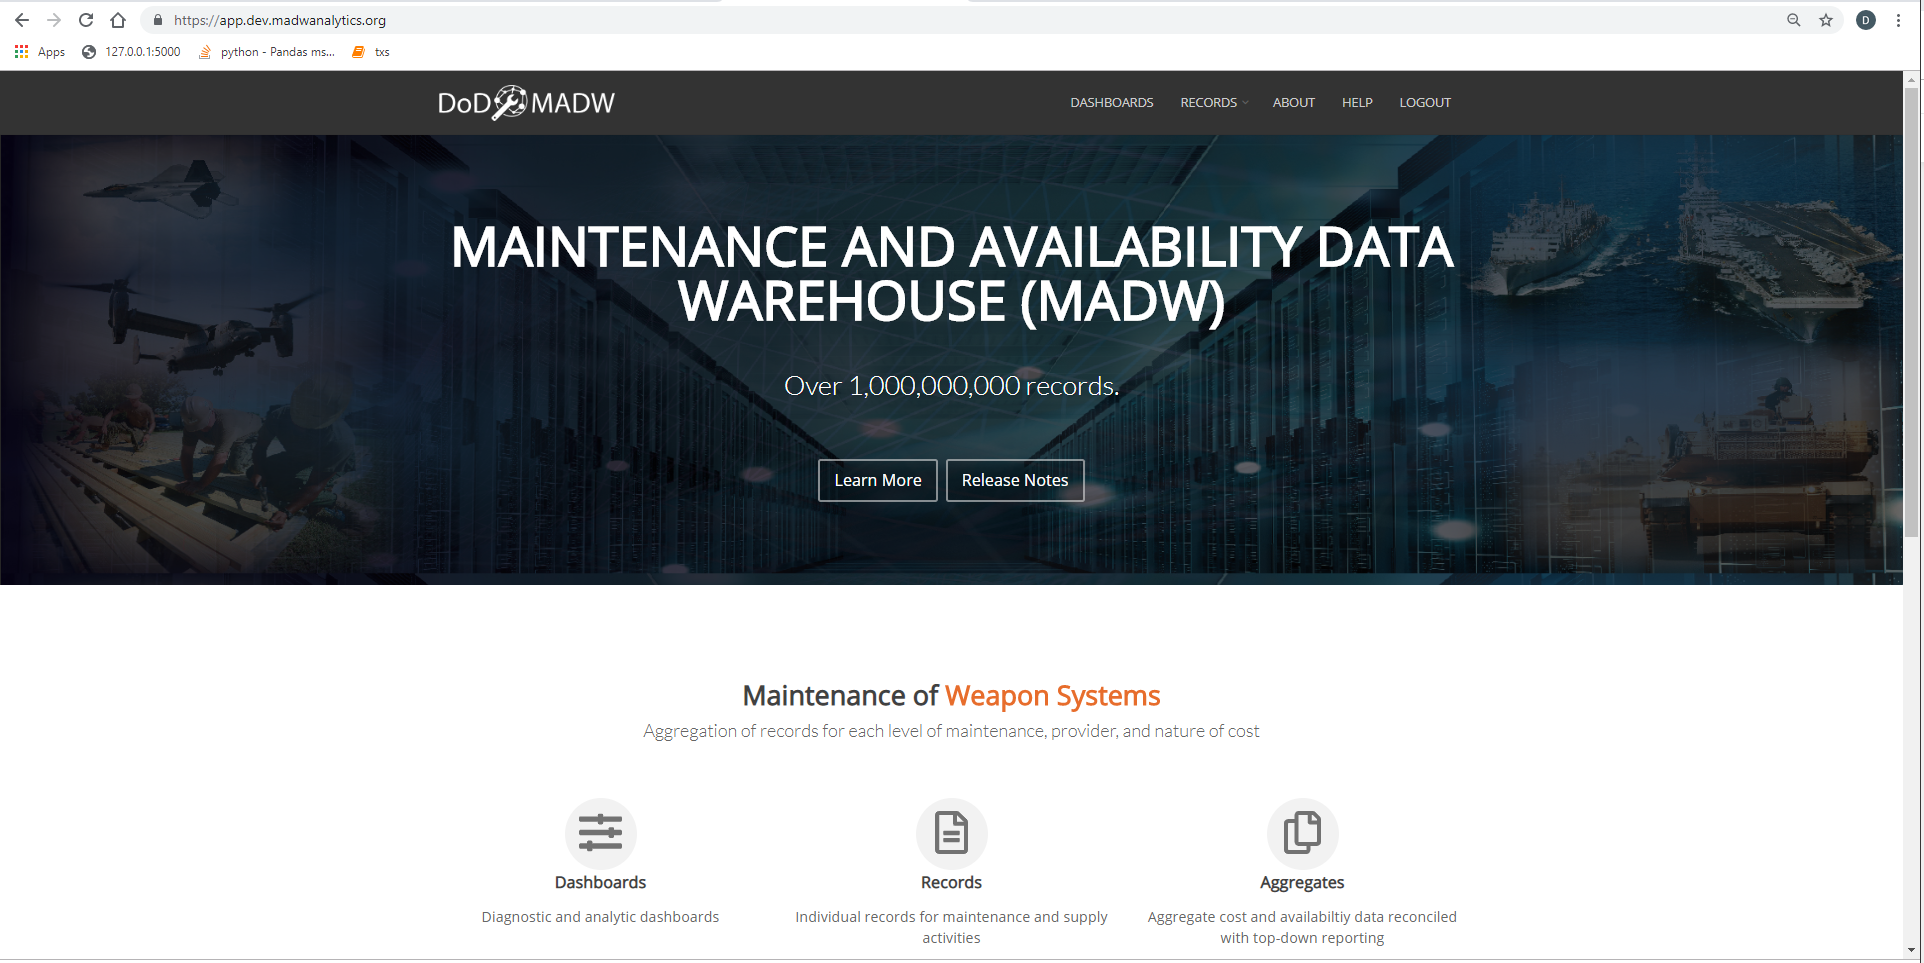 https://app.dev.madwanalytics.org
D
Apps
127.0.0.1:5000
python - Pandas ms...
txs
DoD MADW
DASHBOARDS
RECORDS
ABOUT
HELP
LOGOUT
MAINTENANCE AND AVAILABILITY DATA
WAREHOUSE (MADW)
Over 1,000,000,000 records.
Learn More
Release Notes
Maintenance of Weapon Systems
Aggregation of records for each level of maintenance, provider, and nature of cost
Dashboards
Diagnostic and analytic dashboards
Records
Individual records for maintenance and supply
activities
Aggregates
Aggregate cost and availabiltiy data reconciled
with top-down reporting